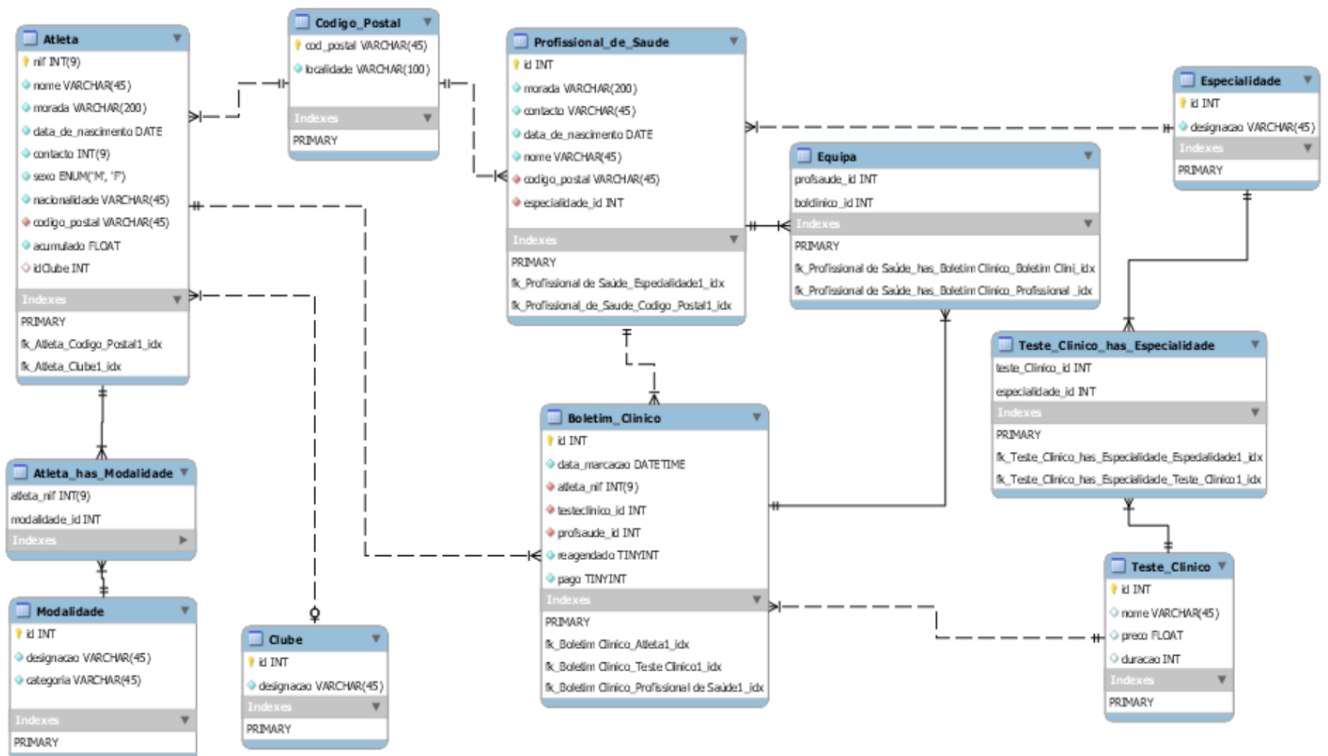 Atleta
nif INT(9)
nome VARCHAR(45)
morada VARCHAR(200)
data_de_nascimento DATE
contacto INT(9)
sexo ENUM('M', 'F')
nacionalidade VARCHAR(45)
codigo_postal VARCHAR(45)
acumulado FLOAT
idClube INT
Indexes
PRIMARY
fk_Atleta_Codigo_Postal1_idx
fk_Atleta_Clube1_idx
Codigo_Postal
cod_postal VARCHAR(45)
localidade VARCHAR(100)
Indexes
PRIMARY
Profissional_de_Saude
id INT
morada VARCHAR(200)
contacto VARCHAR(45)
data_de_nascimento DATE
nome VARCHAR(45)
codigo_postal VARCHAR(45)
especialidade_id INT
Indexes
PRIMARY
fk_Profissional de Saúde_Especialidade1_idx
fk_Profissional_de_Saude_Codigo_Postal1_idx
Especialidade
id INT
designacao VARCHAR(45)
Indexes
PRIMARY
Equipa
profsaude_id INT
bolclinico_id INT
Indexes
PRIMARY
fk_Profissional de Saúde_has_Boletim Clinico_Boletim Clini_idx
fk_Profissional de Saúde_has_Boletim Clinico_Profissional _idx
Teste_Clinico_has_Especialidade
teste_Clinico_id INT
especialidade_id INT
Indexes
PRIMARY
fk_Teste_Clinico_has_Especialidade_Especialidade1_idx
fk_Teste_Clinico_has_Especialidade_Teste_Clinico1_idx
Atleta_has_Modalidade
atleta_nif INT(9)
modalidade_id INT
Indexes
Modalidade
id INT
designacao VARCHAR(45)
categoria VARCHAR(45)
Indexes
PRIMARY
Clube
id INT
designacao VARCHAR(45)
Indexes
PRIMARY
Boletim_Clinico
id INT
data_marcacao DATETIME
atleta_nif INT(9)
testeclinico_id INT
profsaude_id INT
reagendado TINYINT
pago TINYINT
Indexes
PRIMARY
fk_Boletim Clinico_Atleta1_idx
fk_Boletim Clinico_Teste Clinico1_idx
fk_Boletim Clinico_Profissional de Saúde1_idx
Teste_Clinico
id INT
nome VARCHAR(45)
preco FLOAT
duracao INT
Indexes
PRIMARY